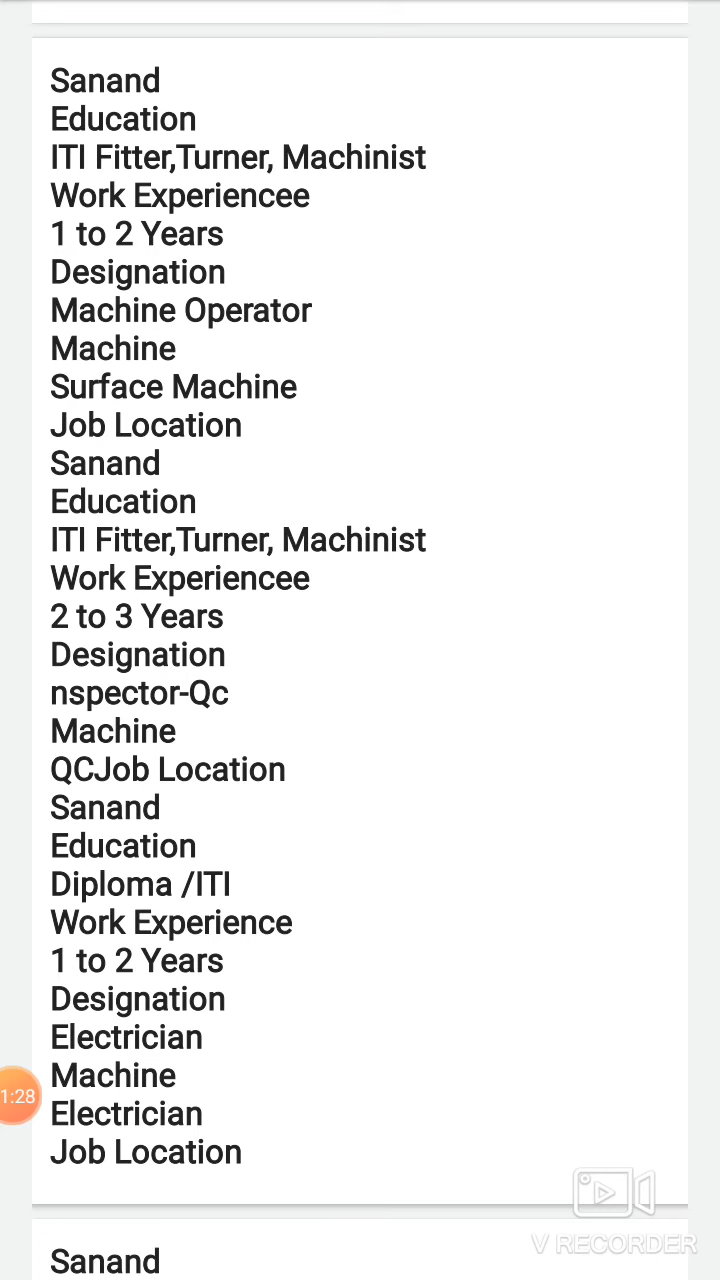 Sanand
Education
ITI Fitter,Turner, Machinist
Work Experiencee
1 to 2 Years
Designation
Machine Operator
Machine
Surface Machine
Job Location
Sanand
Education
ITI Fitter,Turner, Machinist
Work Experiencee
2 to 3 Years
Designation
nspector-Qc
Machine
QCJob Location
Sanand
Education
Diploma /ITI
Work Experience
1 to 2 Years
Designation
Electrician
Machine
1:28
Electrician
Job Location
V RECORDER
Sanand